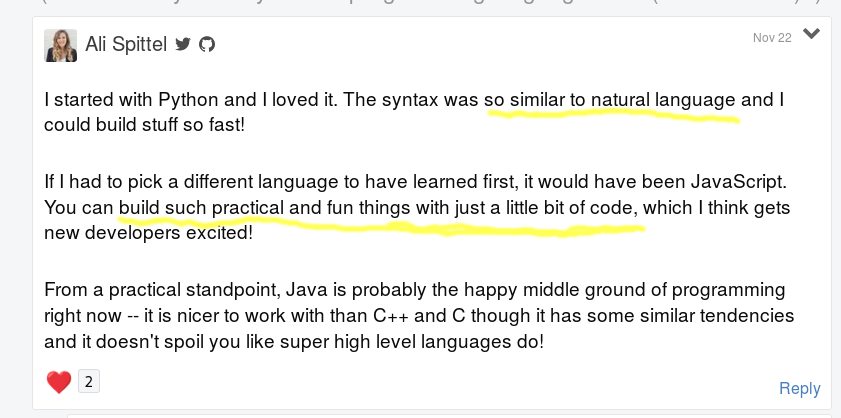 Ali Spittel
Nov 22
I started with Python and I loved it. The syntax was so similar to natural language and I
could build stuff so fast!
If I had to pick a different language to have learned first, it would have been JavaScript.
You can build such practical and fun things with just a little bit of code, which I think gets
new developers excited!
From a practical standpoint, Java is probably the happy middle ground of programming
right now -- it is nicer to work with than C++ and C though it has some similar tendencies
and it doesn't spoil you like super high level languages do!
2
Reply